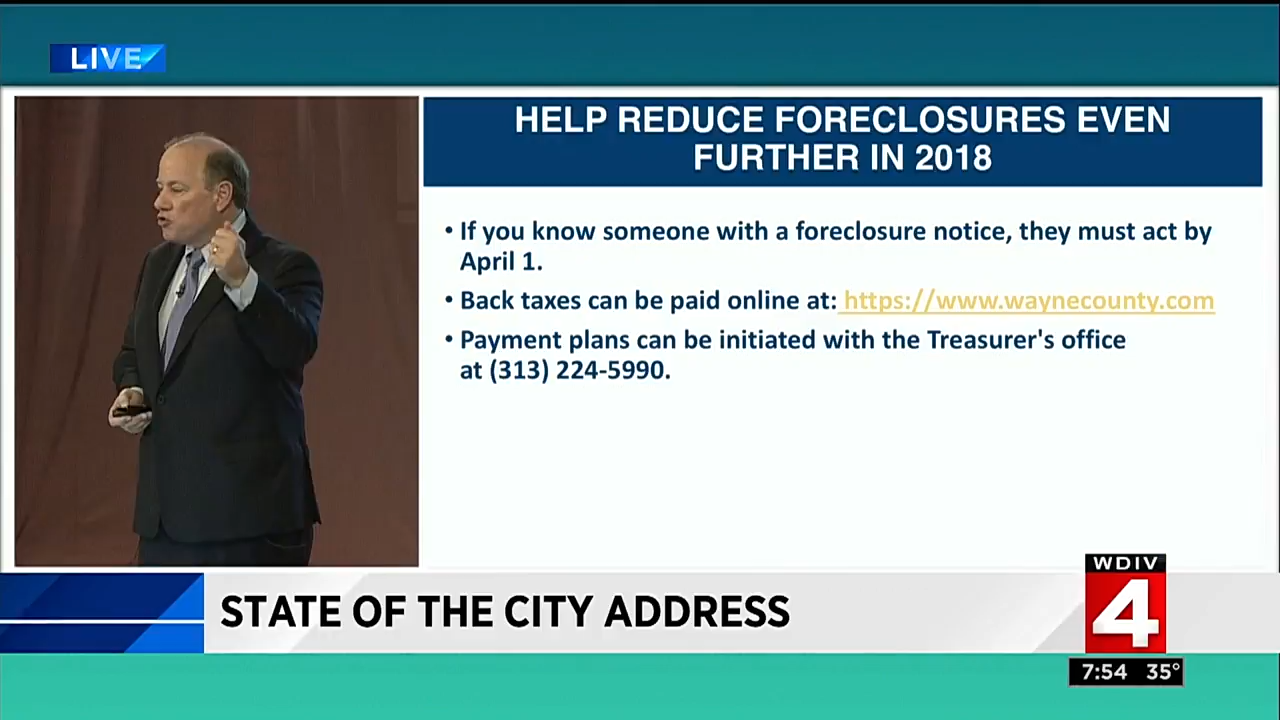 LIVE
HELP REDUCE FORECLOSURES EVEN
FURTHER IN 2018
• If you know someone with a foreclosure notice, they must act by
April 1.
• Back taxes can be paid online at: https://www.waynecounty.com
• Payment plans can be initiated with the Treasurer's office
at (313) 224-5990.
STATE OF THE CITY ADDRESS
WDIV
4
7:54 35°